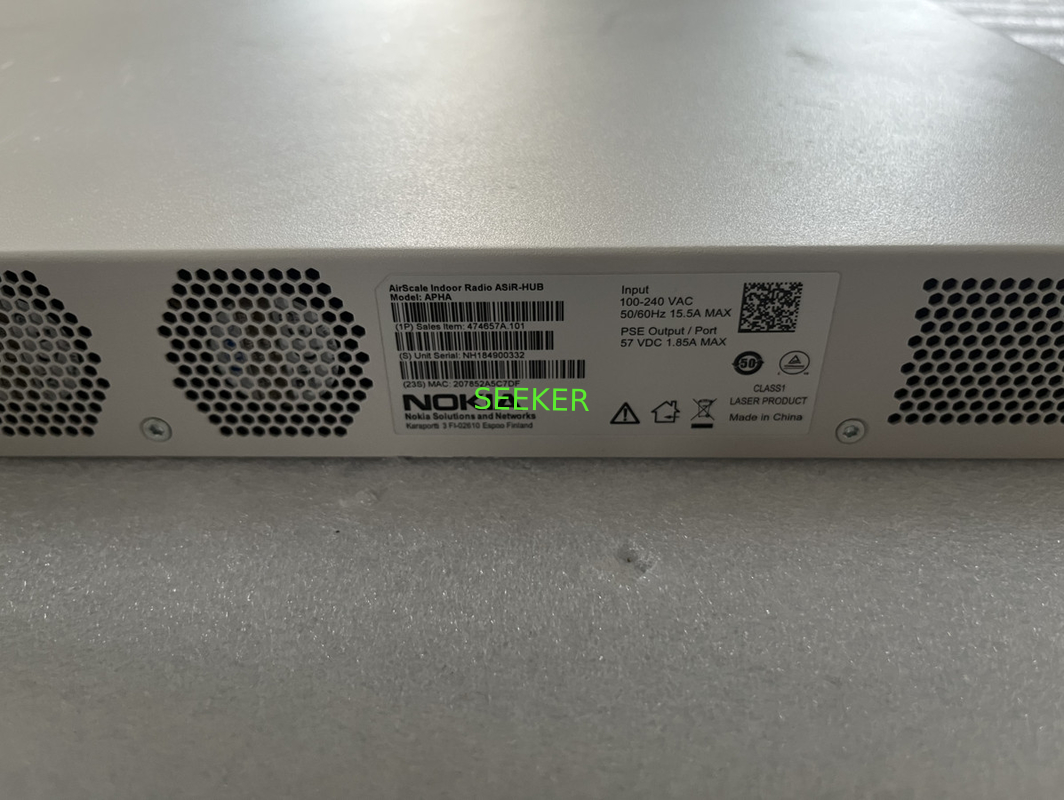 AirScale Indoor Radio ASiR-HUB
Model: APHA
(1P) Sales Item: 474657A.101
(S) Unit Serial: NH184900332
(23S) MAC: 207852A5C7DF
NOKIA
SEEKER
Nokia Solutions and Networks
Karaportti 3 FI-02610 Espoo Finland
Input
100-240 VAC
50/60Hz 15.5A MAX
PSE Output / Port
57 VDC 1.85A MAX
50
CLASS1
LASER PRODUCT
Made in China